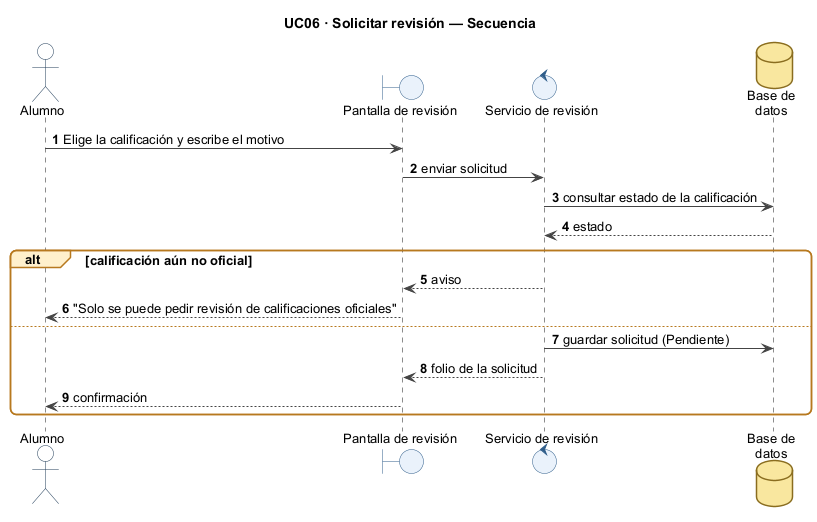 UC06 · Solicitar revisión — Secuencia
Alumno
Pantalla de revisión
Servicio de revisión
Base de
datos
1 Elige la calificación y escribe el motivo
2 enviar solicitud
3 consultar estado de la calificación
4 estado
alt
[calificación aún no oficial]
5 aviso
6 "Solo se puede pedir revisión de calificaciones oficiales"
7 guardar solicitud (Pendiente)
8 folio de la solicitud
9 confirmación
Alumno
Pantalla de revisión
Servicio de revisión
Base de
datos